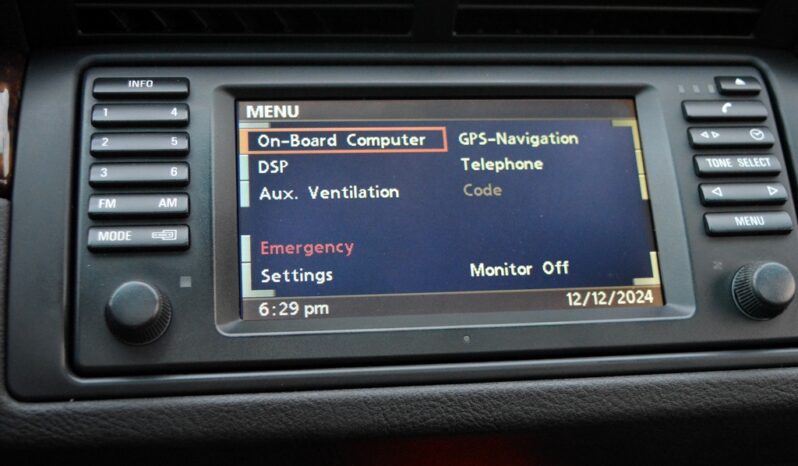 INFO
1 4
2 5
3 6
FM AM
MODE
MENU
On-Board Computer GPS-Navigation
DSP Telephone
Aux. Ventilation Code
Emergency
Settings Monitor Off
6:29 pm 12/12/2024
TONE SELECT
MENU